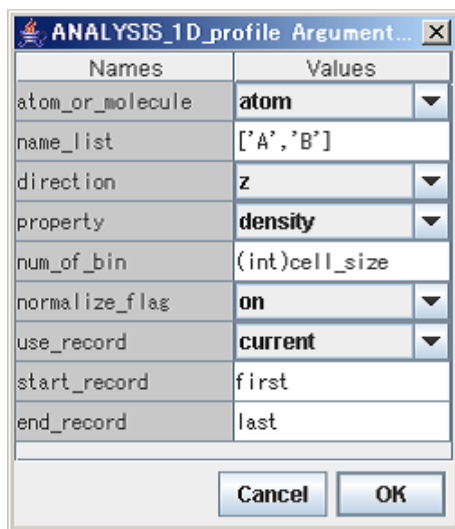 ANALYSIS_1D_profile Argument...
Names Values
atom_or_molecule atom
name_list ['A','B']
direction z
property density
num_of_bin (int)cell_size
normalize_flag on
use_record current
start_record first
end_record last
Cancel OK